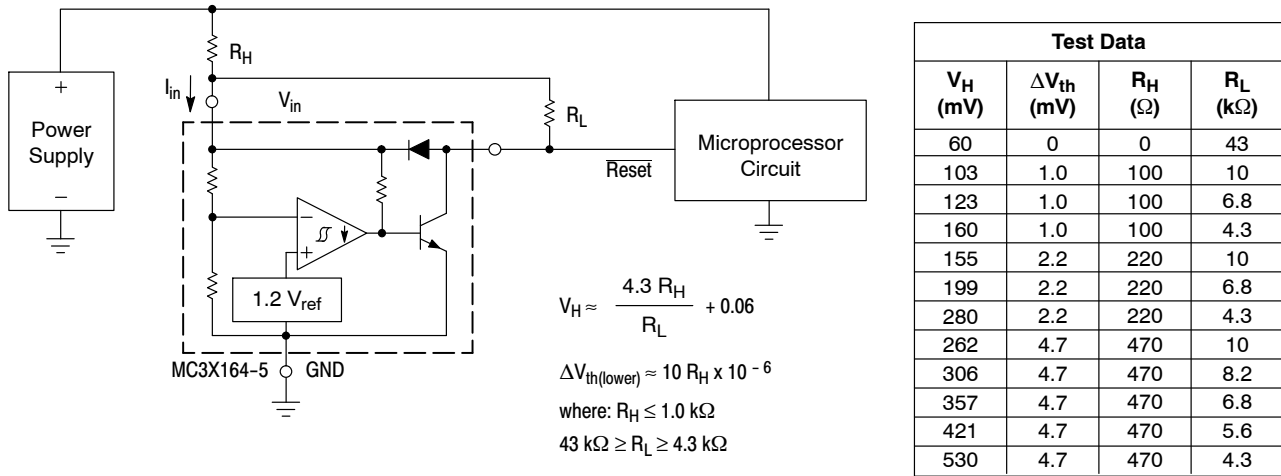 R_H
I_in
V_in
R_L
+
Power
Supply
−
Reset
Microprocessor
Circuit
−
+
1.2 V_ref
MC3X164-5
GND
V_H ≈ 4.3 R_H / R_L + 0.06
ΔV_th(lower) ≈ 10 R_H x 10 − 6
where: R_H ≤ 1.0 kΩ
43 kΩ ≥ R_L ≥ 4.3 kΩ
Test Data
V_H (mV) ΔV_th (mV) R_H (Ω) R_L (kΩ)
60 0 0 43
103 1.0 100 10
123 1.0 100 6.8
160 1.0 100 4.3
155 2.2 220 10
199 2.2 220 6.8
280 2.2 220 4.3
262 4.7 470 10
306 4.7 470 8.2
357 4.7 470 6.8
421 4.7 470 5.6
530 4.7 470 4.3